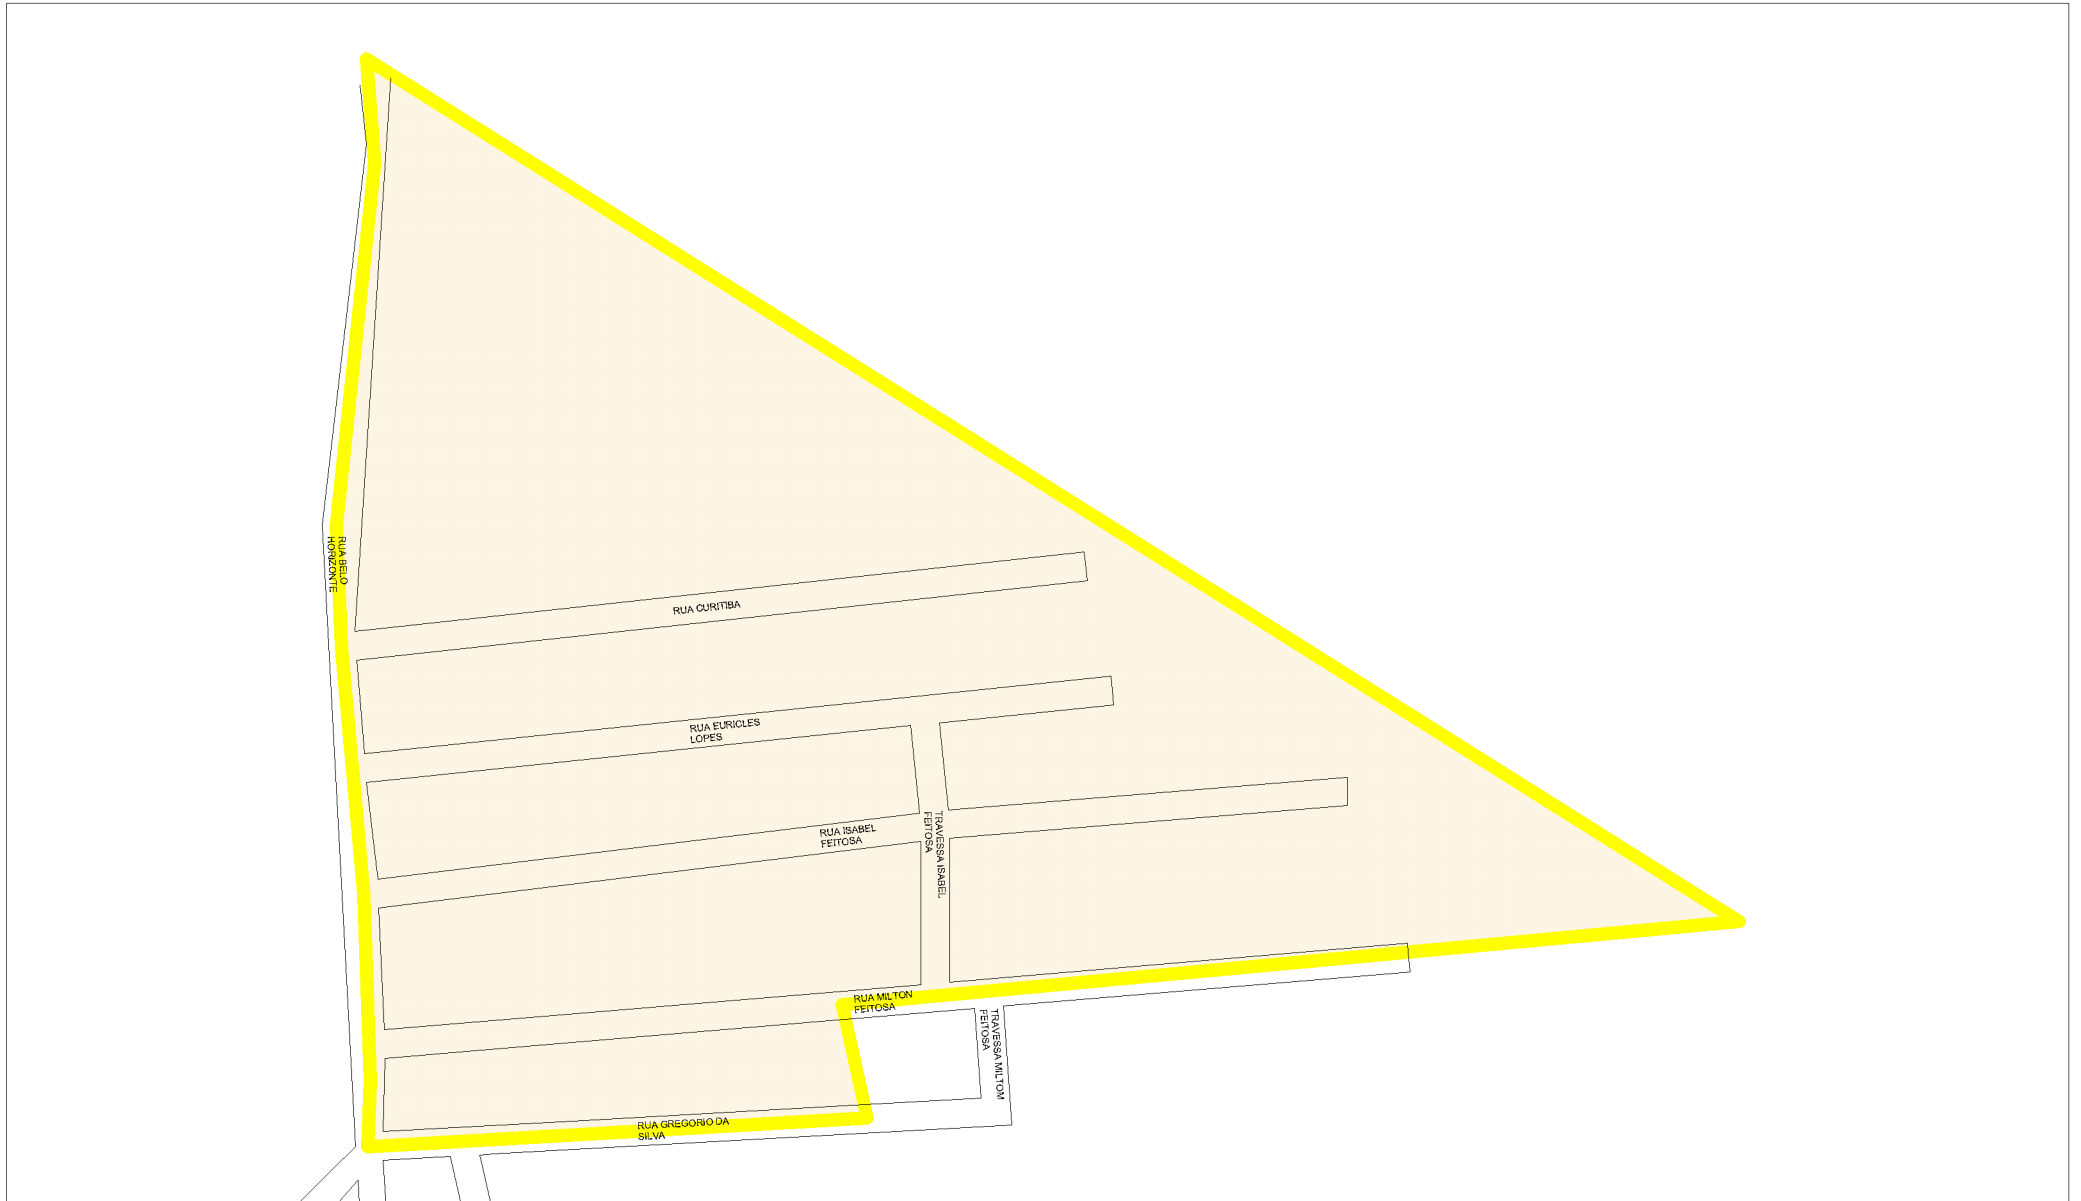 RUA BELO
HORIZONTE
RUA CURITIBA
RUA EURICLES
LOPES
RUA ISABEL
FEITOSA
TRAVESSA ISABEL
FEITOSA
RUA MILTON
FEITOSA
TRAVESSA MILTOM
FEITOSA
RUA GREGORIO DA
SILVA